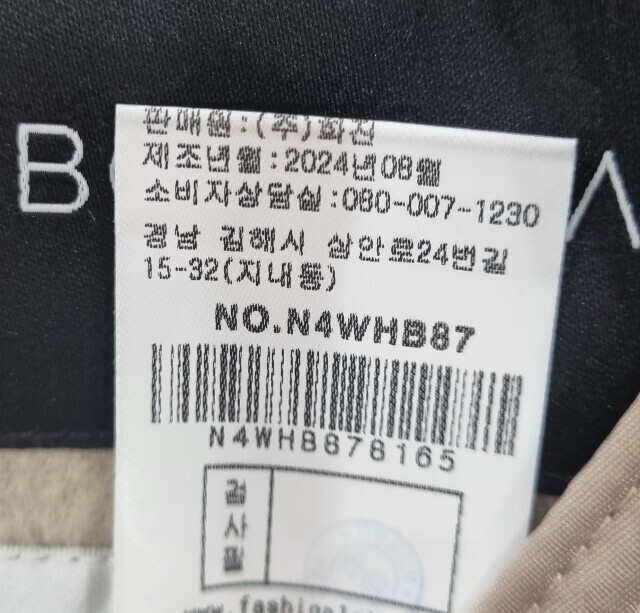 판매원:(주)화진
제조년월:2024년08월
소비자상담실:080-007-1230
경남 김해시 삼안로24번길
15-32(지내동)
NO.N4WHB87
N4WHB878165
검사필